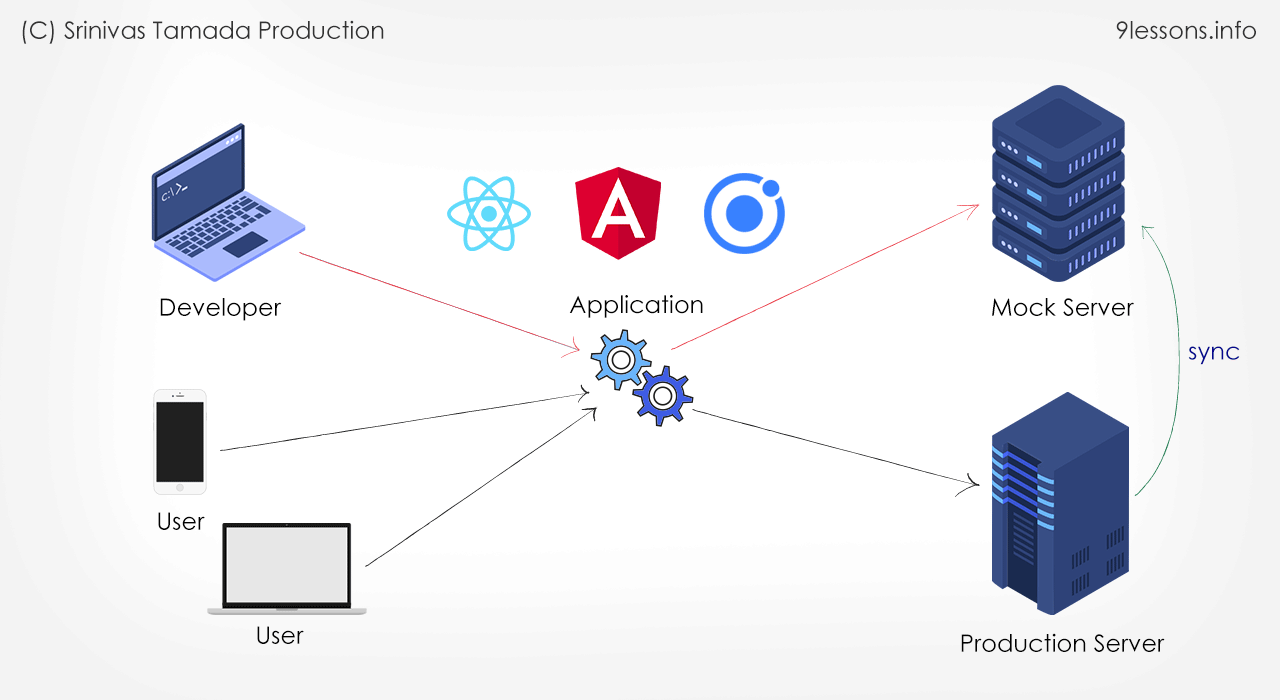 (C) Srinivas Tamada Production
9lessons.info
C:\>_
A
Developer
Application
Mock Server
sync
User
User
Production Server